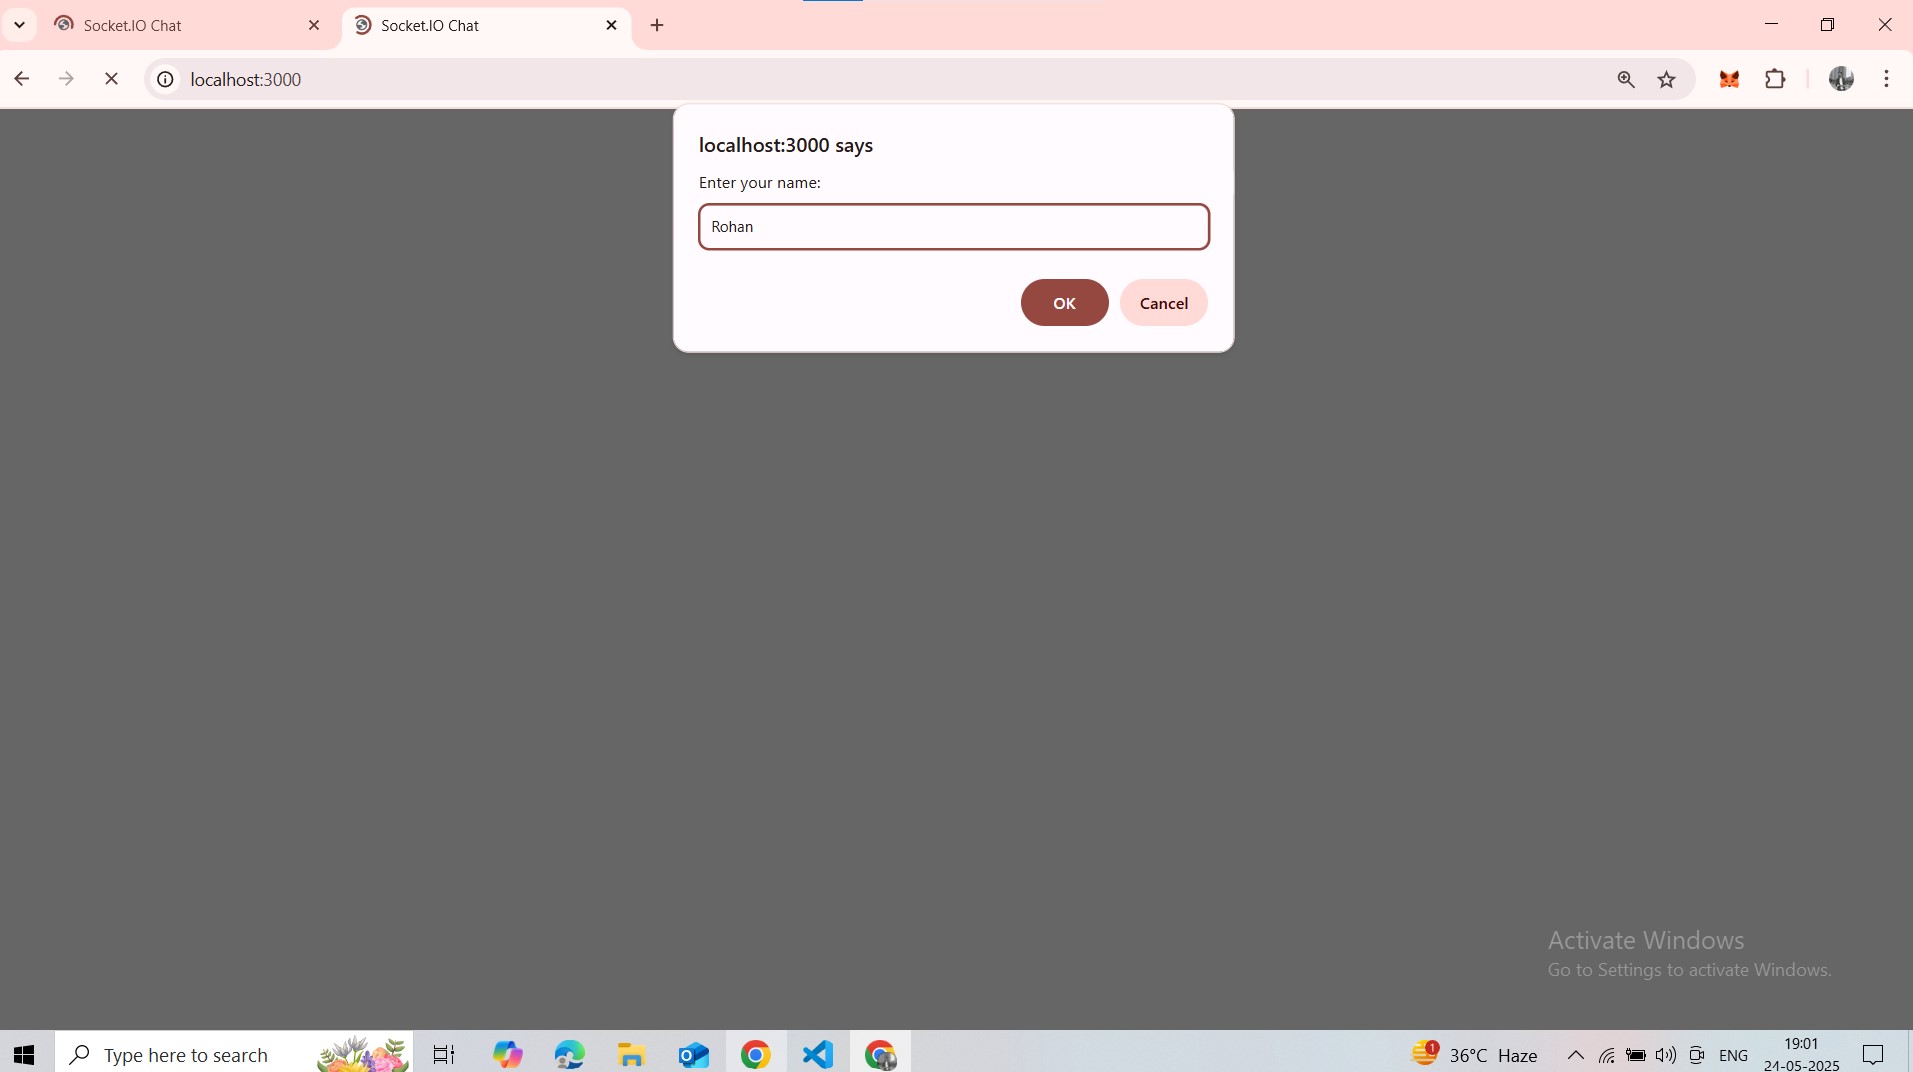 Socket.IO Chat
Socket.IO Chat
localhost:3000
localhost:3000 says
Enter your name:
Rohan
OK
Cancel
Activate Windows
Go to Settings to activate Windows.
Type here to search
1
36°C Haze
ENG
19:01
24-05-2025